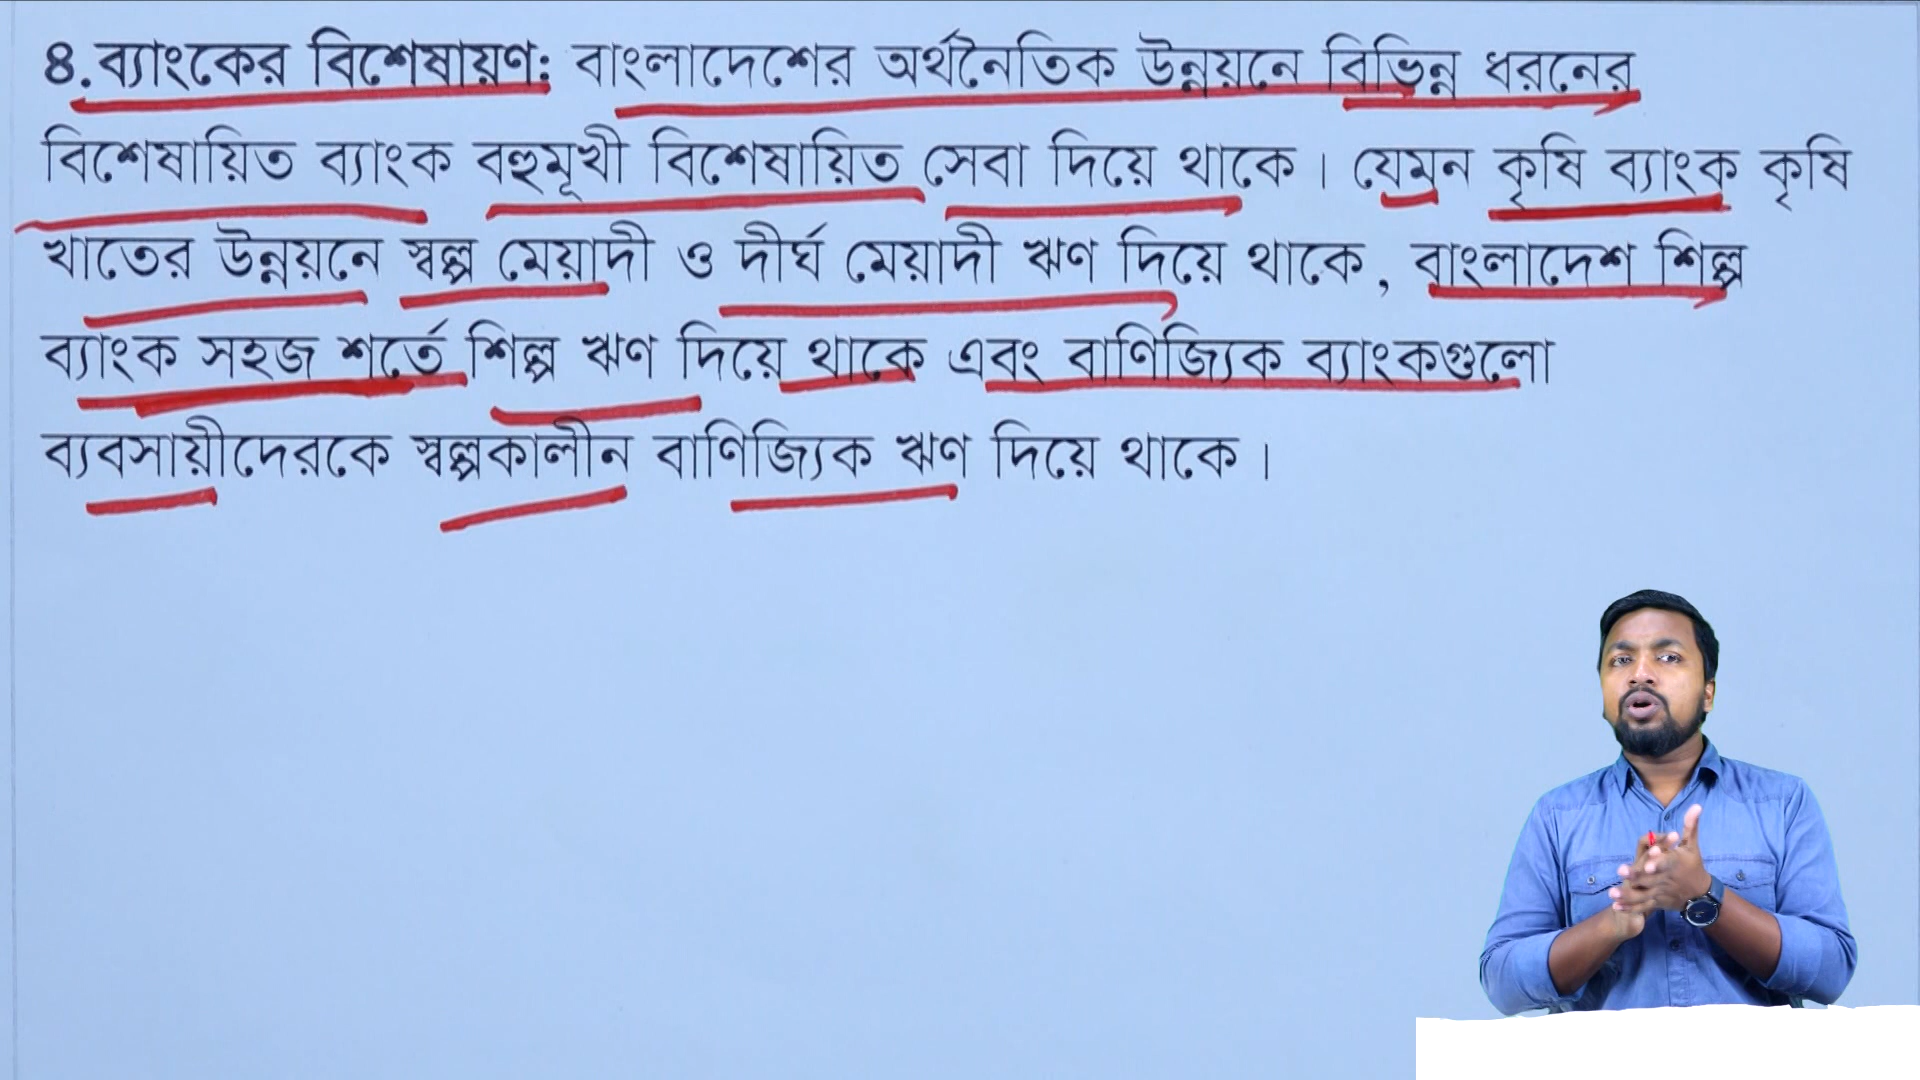 ৪. ব্যাংকের বিশেষায়ণ: বাংলাদেশের অর্থনৈতিক উন্নয়নে বিভিন্ন ধরনের
বিশেষায়িত ব্যাংক বহুমূখী বিশেষায়িত সেবা দিয়ে থাকে। যেমন কৃষি ব্যাংক কৃষি
খাতের উন্নয়নে স্বল্প মেয়াদী ও দীর্ঘ মেয়াদী ঋণ দিয়ে থাকে, বাংলাদেশ শিল্প
ব্যাংক সহজ শর্তে শিল্প ঋণ দিয়ে থাকে এবং বাণিজ্যিক ব্যাংকগুলো
ব্যবসায়ীদেরকে স্বল্পকালীন বাণিজ্যিক ঋণ দিয়ে থাকে।